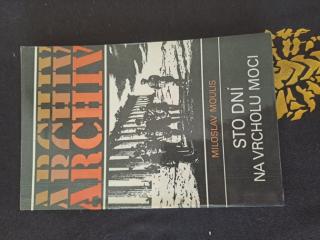 ARCHIV
ARCHIV
MILOSLAV MOULIS
STO DNÍ
NA VRCHOLU MOCI